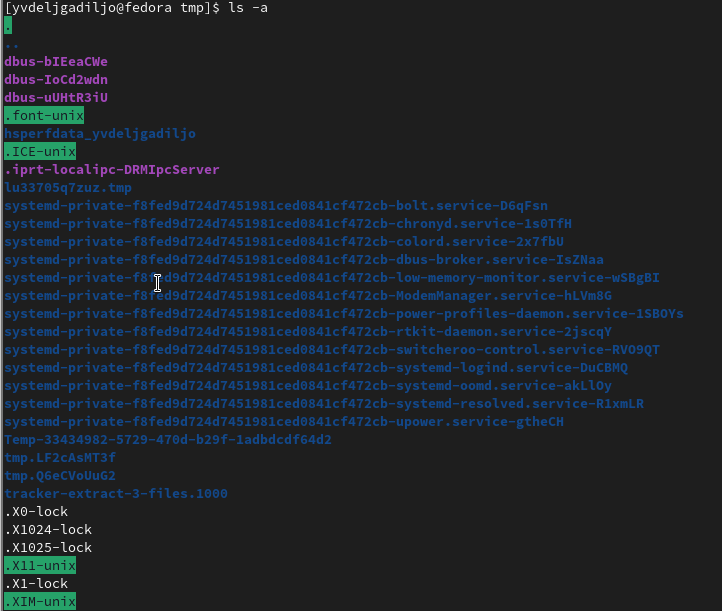 [yvdeljgadiljo@fedora tmp]$ ls -a
.
..
dbus-bIEeaCWe
dbus-IoCd2wdn
dbus-uUHtR3iU
.font-unix
hsperfdata_yvdeljgadiljo
.ICE-unix
.iprt-localipc-DRMIpcServer
lu33705q7zuz.tmp
systemd-private-f8fed9d724d7451981ced0841cf472cb-bolt.service-D6qFsn
systemd-private-f8fed9d724d7451981ced0841cf472cb-chronyd.service-1s0TfH
systemd-private-f8fed9d724d7451981ced0841cf472cb-colord.service-2x7fbU
systemd-private-f8fed9d724d7451981ced0841cf472cb-dbus-broker.service-IsZNaa
systemd-private-f8fed9d724d7451981ced0841cf472cb-low-memory-monitor.service-wSBgBI
systemd-private-f8fed9d724d7451981ced0841cf472cb-ModemManager.service-hLVm8G
systemd-private-f8fed9d724d7451981ced0841cf472cb-power-profiles-daemon.service-1SBOYs
systemd-private-f8fed9d724d7451981ced0841cf472cb-rtkit-daemon.service-2jscqY
systemd-private-f8fed9d724d7451981ced0841cf472cb-switcheroo-control.service-RVO9QT
systemd-private-f8fed9d724d7451981ced0841cf472cb-systemd-logind.service-DuCBMQ
systemd-private-f8fed9d724d7451981ced0841cf472cb-systemd-oomd.service-akLlOy
systemd-private-f8fed9d724d7451981ced0841cf472cb-systemd-resolved.service-R1xmLR
systemd-private-f8fed9d724d7451981ced0841cf472cb-upower.service-gtheCH
Temp-33434982-5729-470d-b29f-1adbdcdf64d2
tmp.LF2cAsMT3f
tmp.Q6eCVoUuG2
tracker-extract-3-files.1000
.X0-lock
.X1024-lock
.X1025-lock
.X11-unix
.X1-lock
.XIM-unix